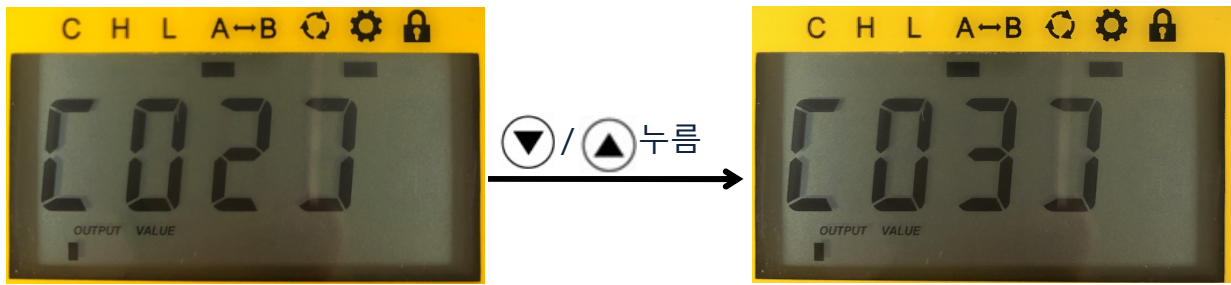 C H L A↔B
[02]
OUTPUT VALUE
/ 누름
C H L A↔B
[03]
OUTPUT VALUE